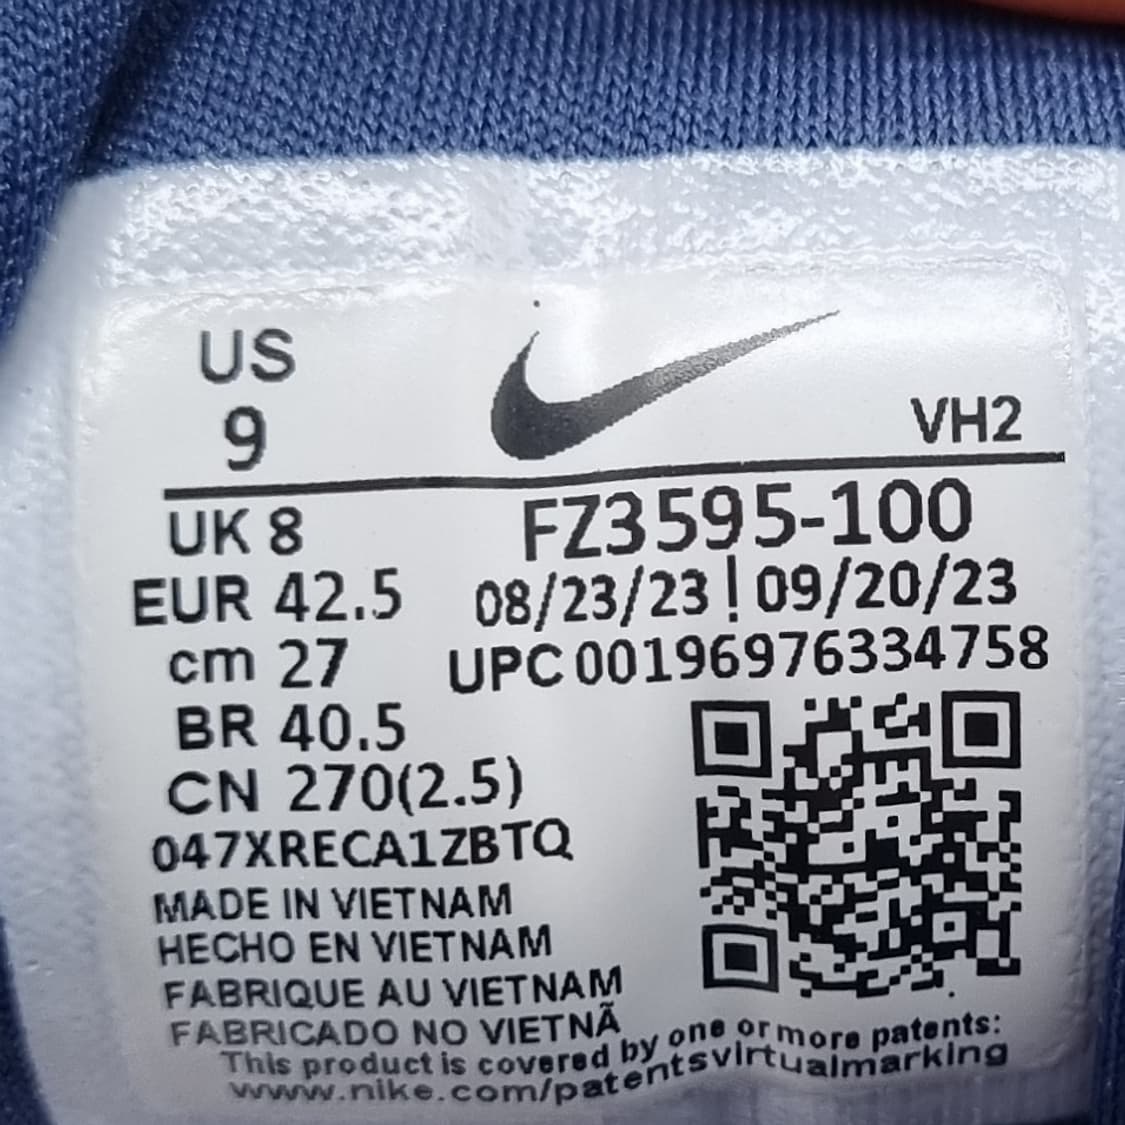 US
9
VH2
UK 8
FZ3595-100
EUR 42.5
08/23/23 ! 09/20/23
cm 27
UPC 00196976334758
BR 40.5
CN 270(2.5)
047XRECA1ZBTQ
MADE IN VIETNAM
HECHO EN VIETNAM
FABRIQUE AU VIETNAM
FABRICADO NO VIETNÃ
This product is covered by one or more patents:
www.nike.com/patentsvirtualmarking